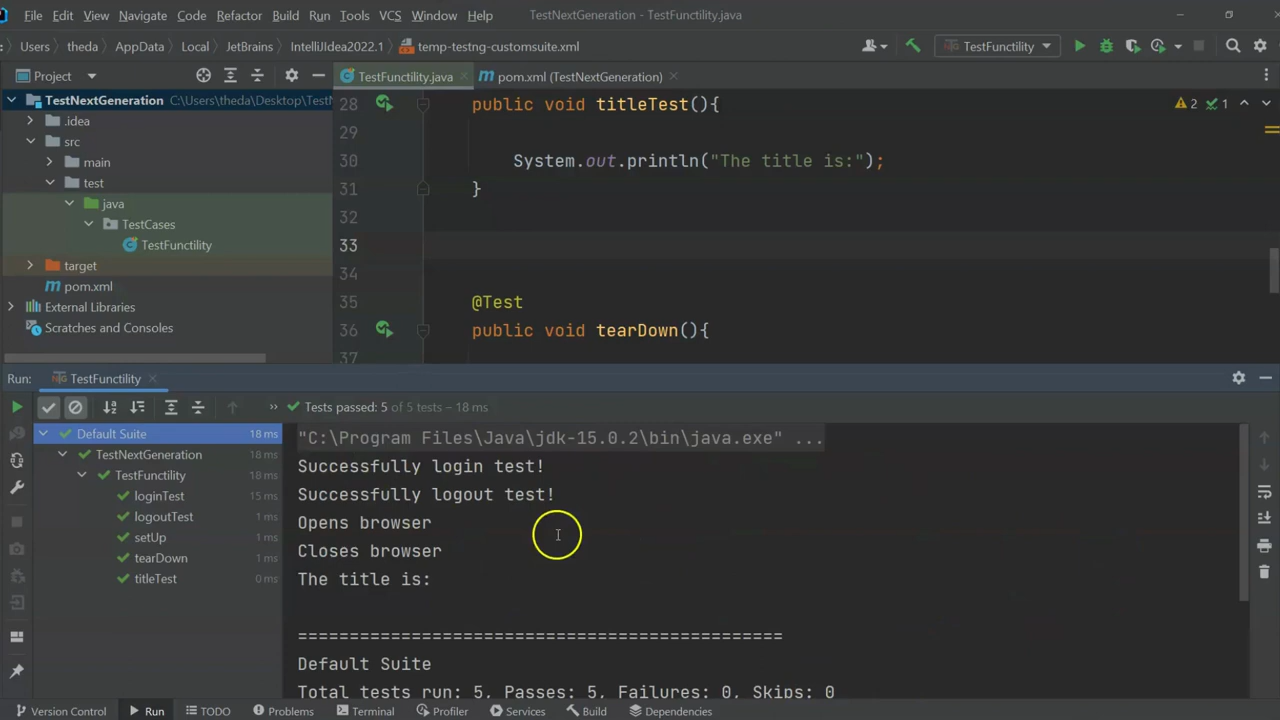 File Edit View Navigate Code Refactor Build Run Tools VCS Window Help TestNextGeneration - TestFunctility.java
Users theda AppData Local JetBrains IntelliJIdea2022.1 temp-testng-customsuite.xml TestFunctility
Project TestFunctility.java pom.xml (TestNextGeneration)
TestNextGeneration C:\Users\theda\Desktop\TestN
.idea
src
main
test
java
TestCases
TestFunctility
target
pom.xml
External Libraries
Scratches and Consoles
28 public void titleTest(){
2 1
29
30 System.out.println("The title is:");
31 }
32
33
34
35 @Test
36 public void tearDown(){
37
Run: TestFunctility
Tests passed: 5 of 5 tests – 18 ms
Default Suite 18 ms
TestNextGeneration 18 ms
TestFunctility 18 ms
loginTest 15 ms
logoutTest 1 ms
setUp 1 ms
tearDown 1 ms
titleTest 0 ms
"C:\Program Files\Java\jdk-15.0.2\bin\java.exe" ...
Successfully login test!
Successfully logout test!
Opens browser
Closes browser
The title is:
===============================================
Default Suite
Total tests run: 5, Passes: 5, Failures: 0, Skips: 0
Version Control Run TODO Problems Terminal Profiler Services Build Dependencies